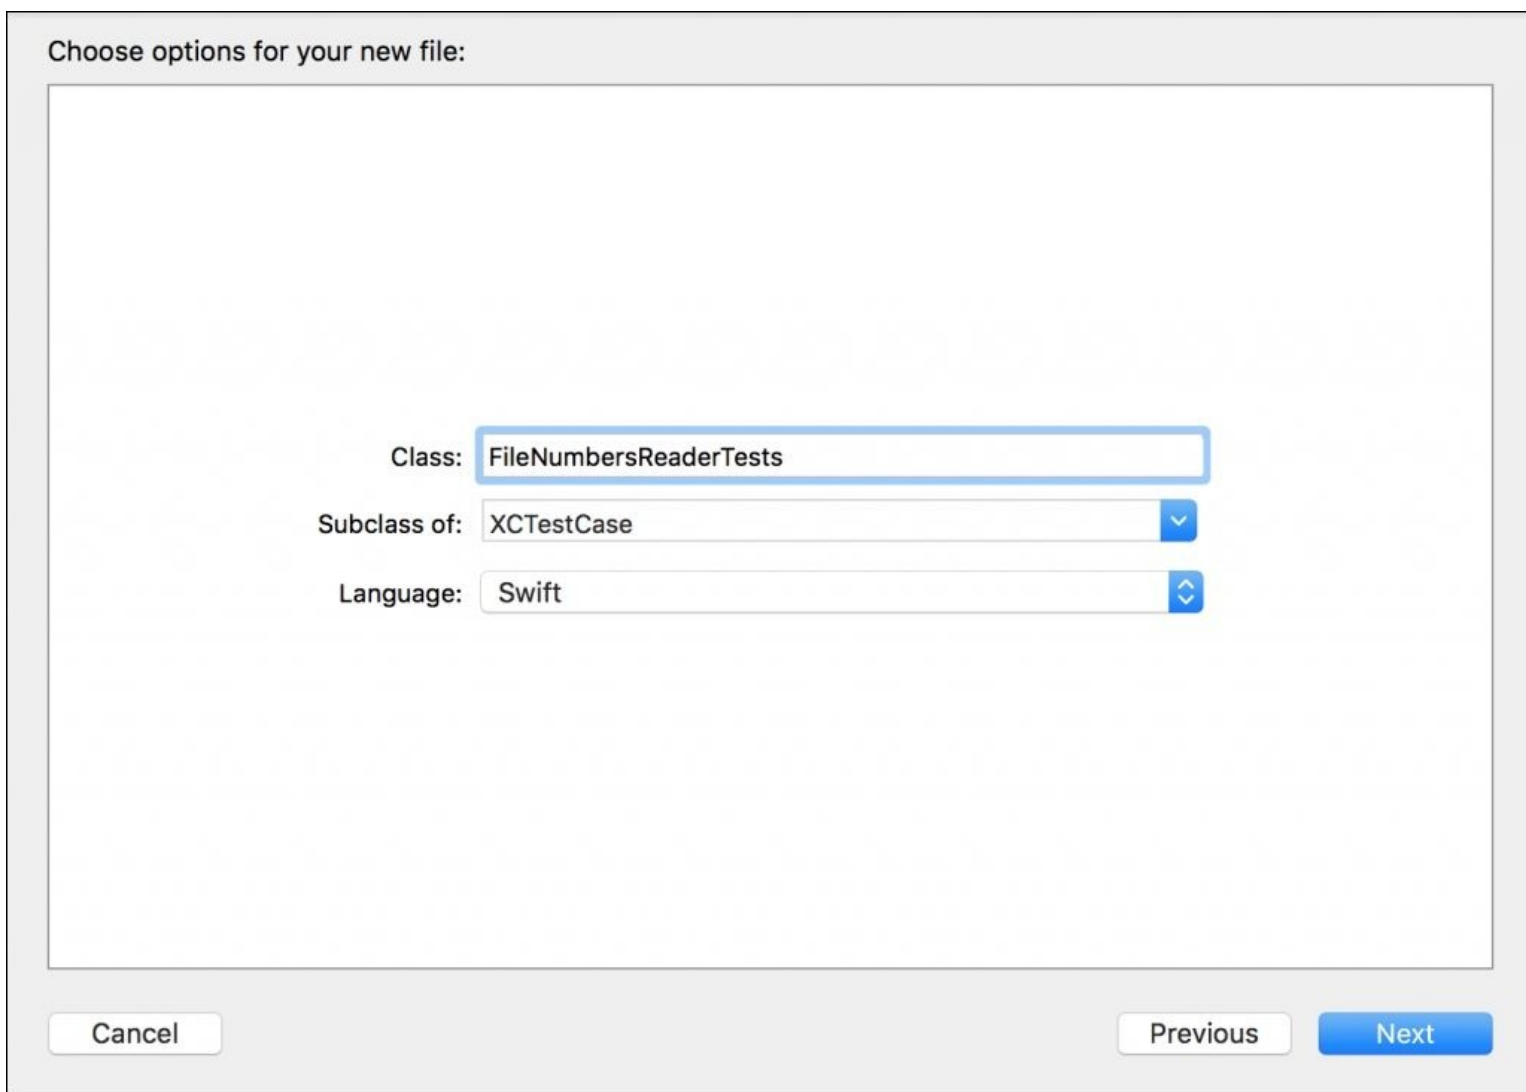 Choose options for your new file:
Class: FileNumbersReaderTests
Subclass of: XCTestCase
Language: Swift
Cancel Previous Next